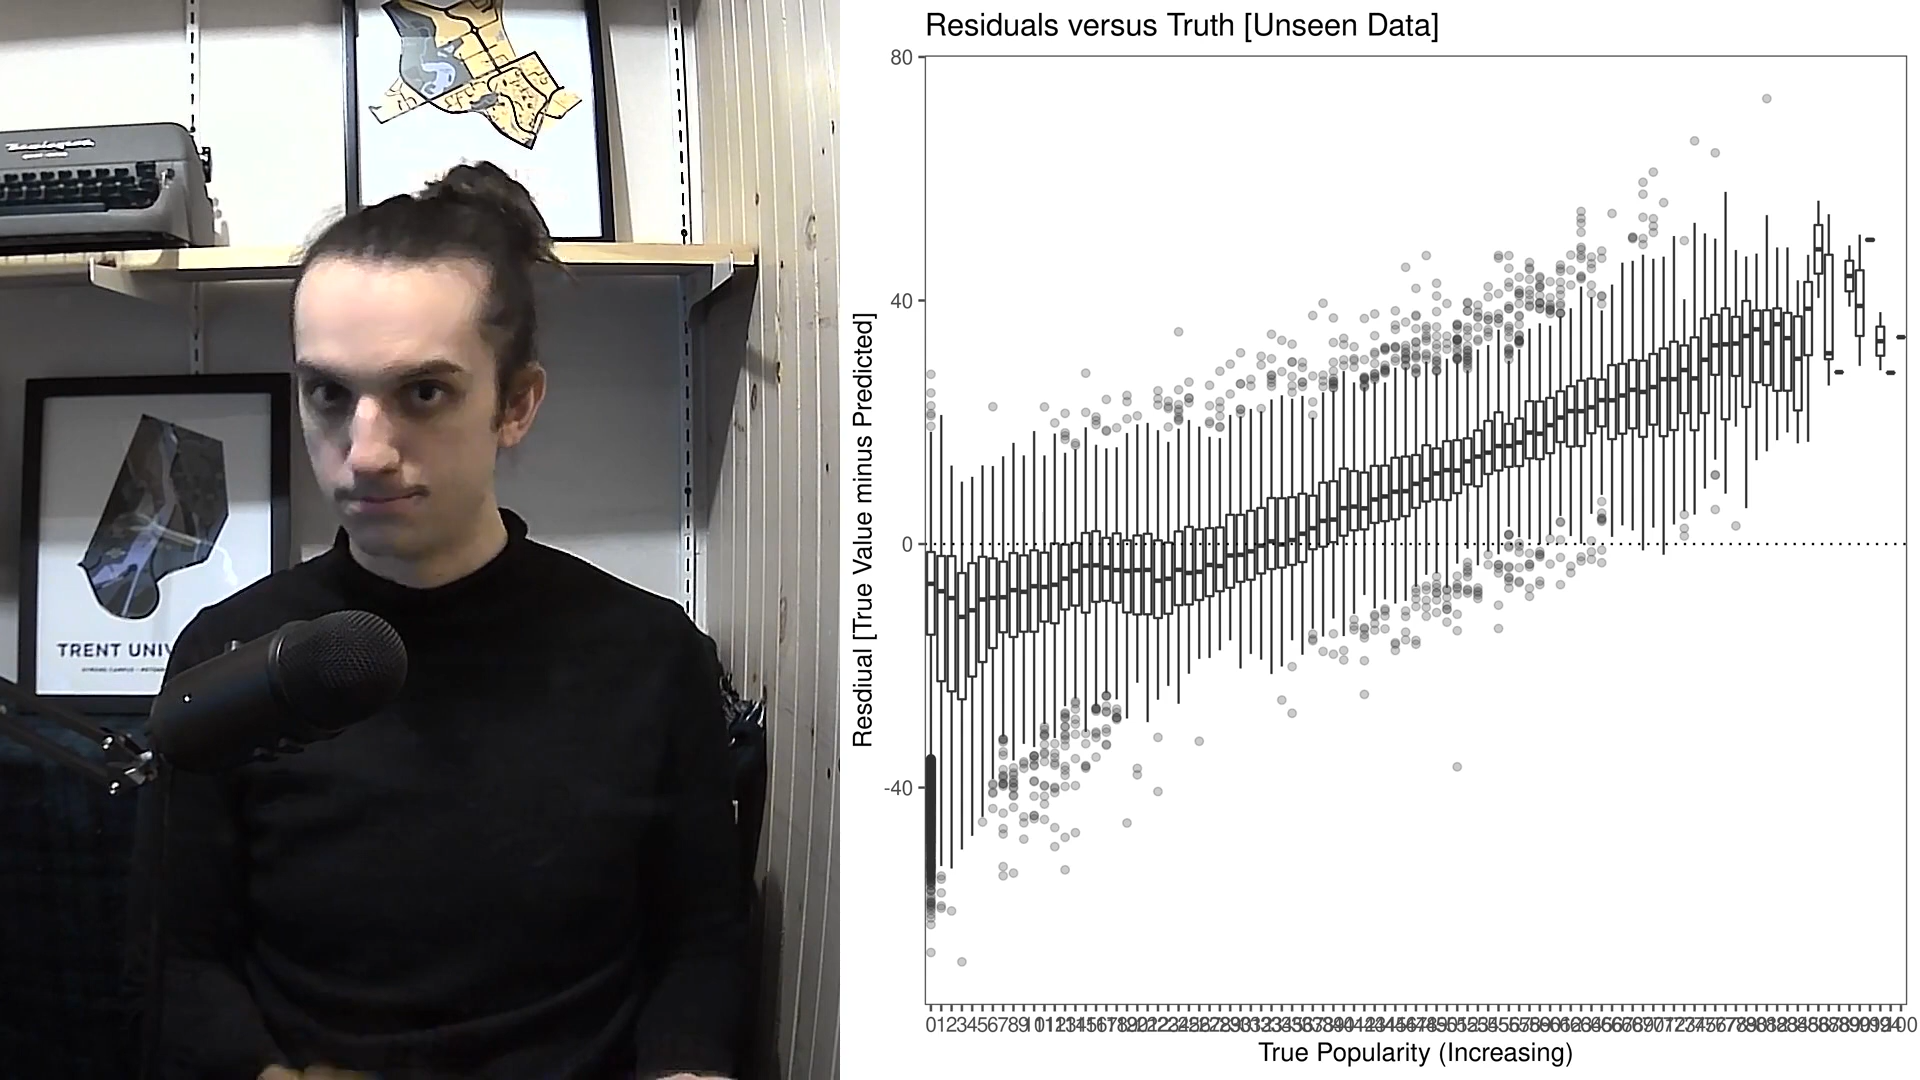 Residuals versus Truth [Unseen Data]
80
40
0
-40
Resdiual [True Value minus Predicted]
True Popularity (Increasing)
Remington
TRENT UNIV